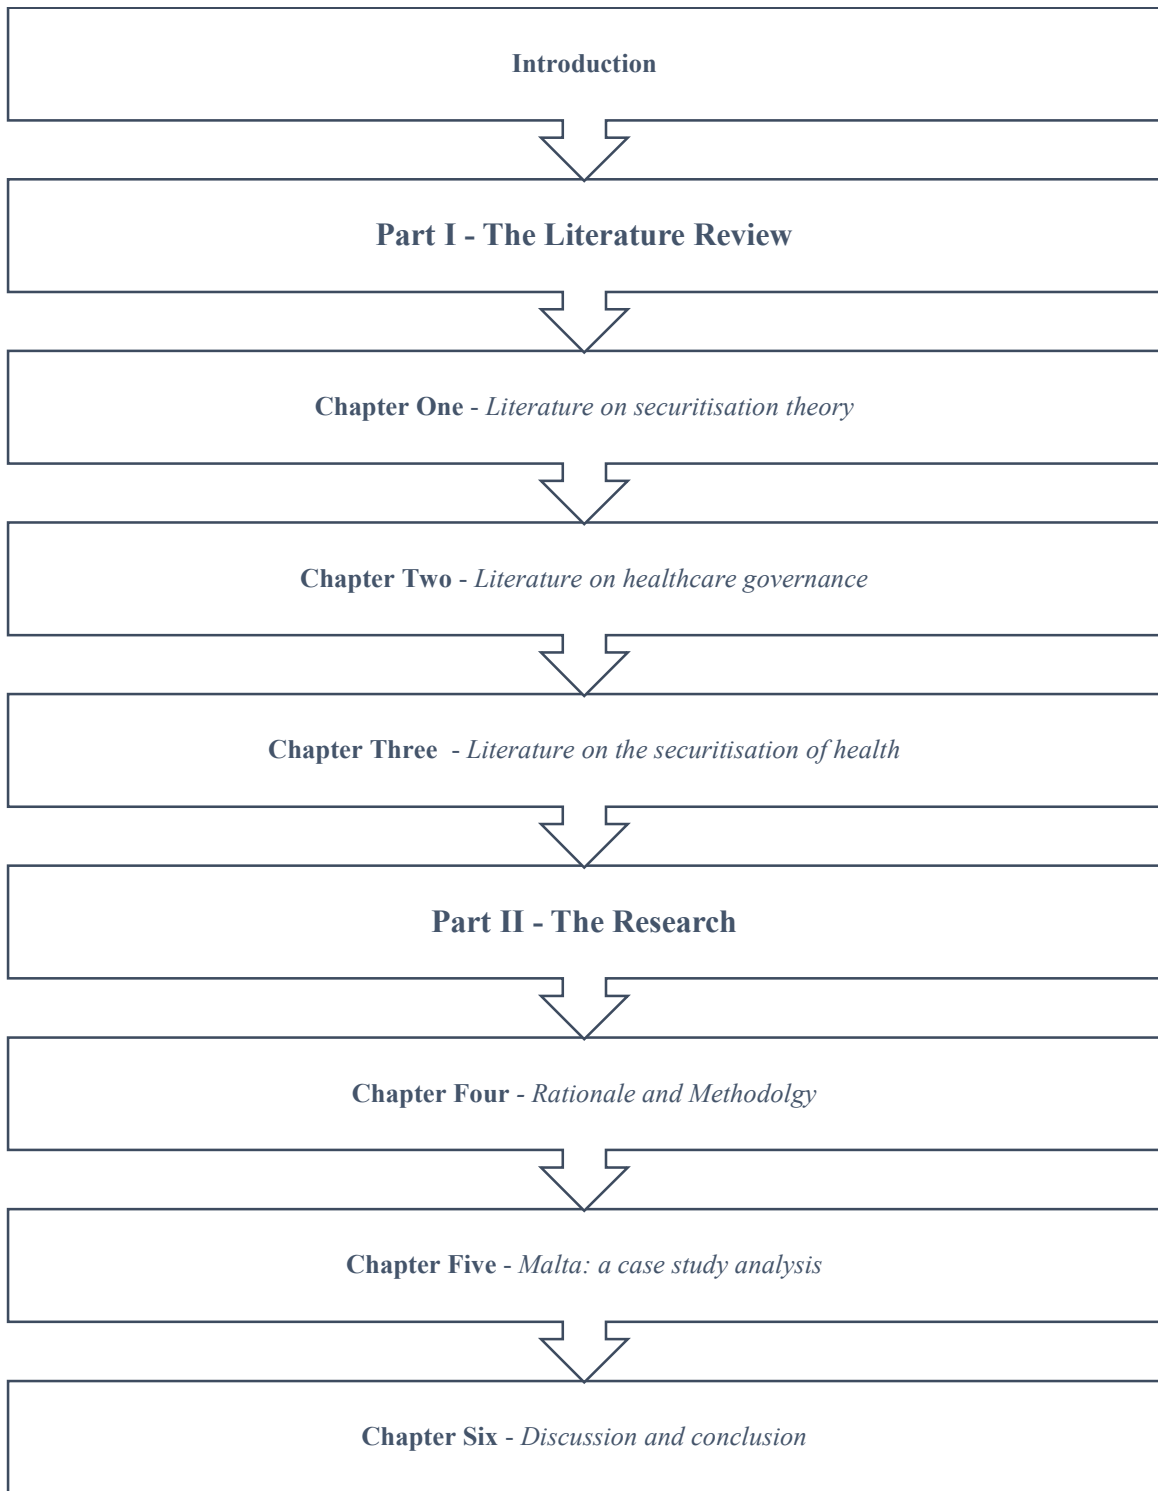 Introduction
Part I - The Literature Review
Chapter One - Literature on securitisation theory
Chapter Two - Literature on healthcare governance
Chapter Three  - Literature on the securitisation of health
Part II - The Research
Chapter Four - Rationale and Methodolgy
Chapter Five - Malta: a case study analysis
Chapter Six - Discussion and conclusion